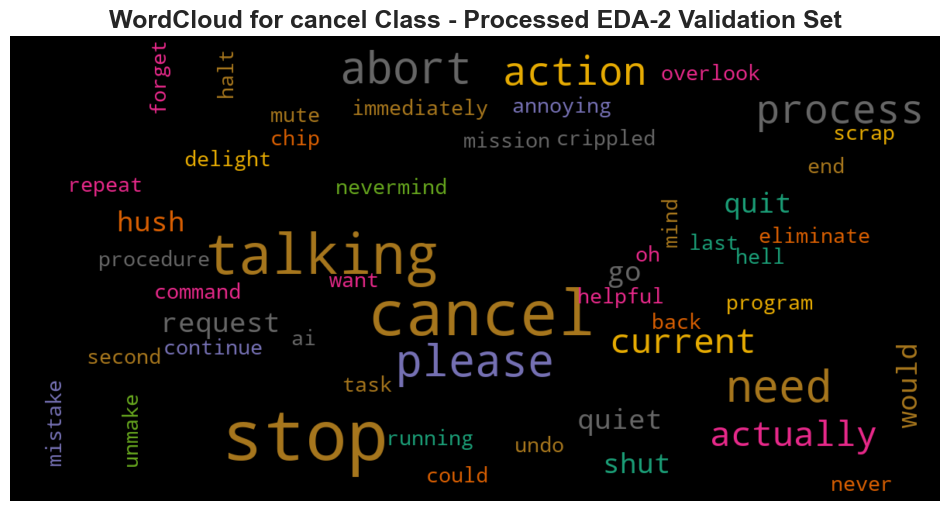 WordCloud for cancel Class - Processed EDA-2 Validation Set
forget
halt
abort
action
overlook
mute
immediately
annoying
process
chip
mission
crippled
scrap
delight
end
repeat
nevermind
hush
mind
quit
talking
last
eliminate
procedure
oh
hell
want
go
command
cancel
helpful
program
request
ai
back
current
second
continue
please
task
need
would
mistake
unmake
stop
running
undo
quiet
actually
shut
could
never